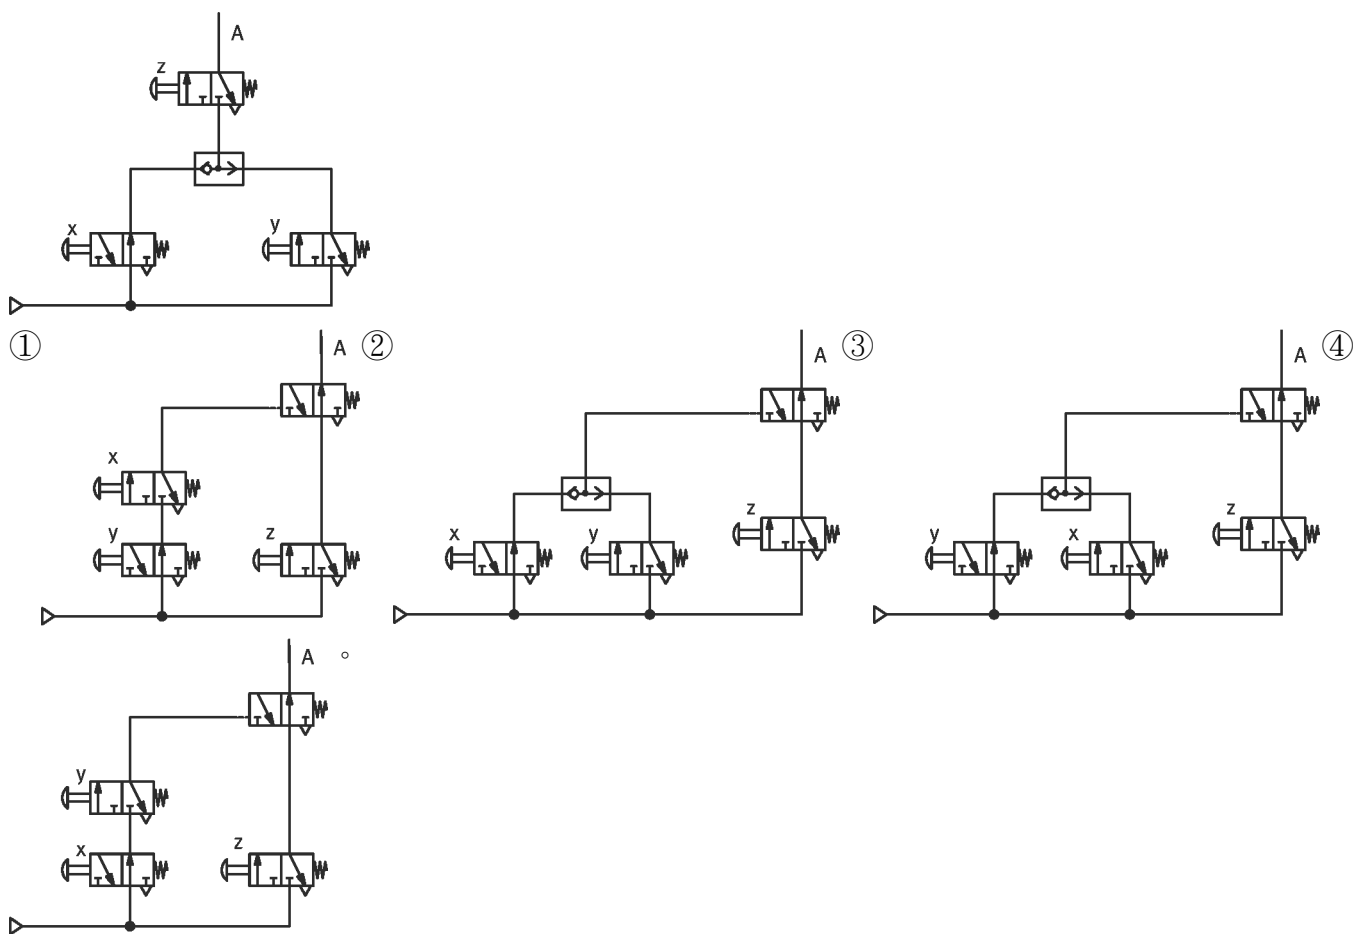 A
z
x y
① A ② A ③ A ④
x
y z x y z y x z
A 。
y
x z